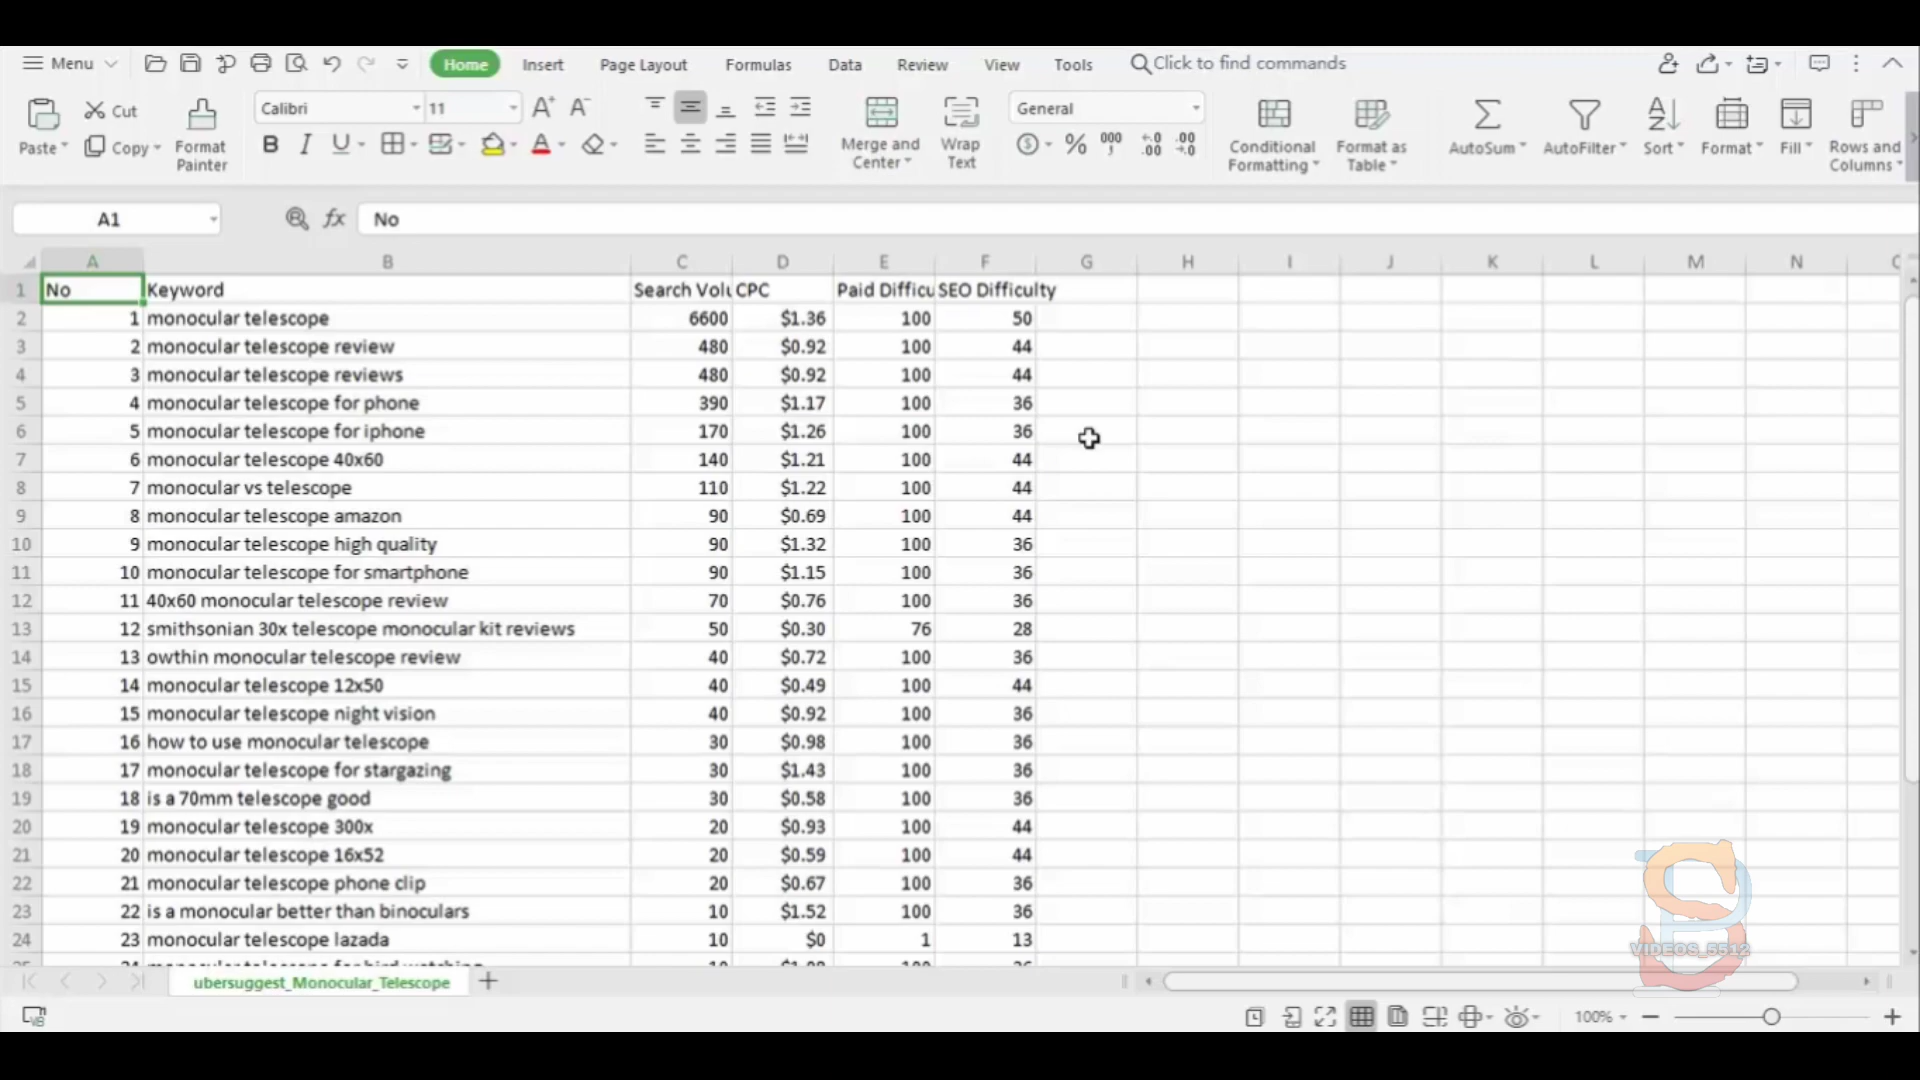 Menu Home Insert Page Layout Formulas Data Review View Tools Click to find commands
Paste Cut Copy Format Painter Calibri 11 Merge and Center Wrap Text General Conditional Formatting Format as Table AutoSum AutoFilter Sort Format Fill Rows and Columns
A1 fx No
A B C D E F G H I J K L M N
1 No Keyword Search Volu CPC Paid Difficu SEO Difficulty
2 1 monocular telescope 6600 $1.36 100 50
3 2 monocular telescope review 480 $0.92 100 44
4 3 monocular telescope reviews 480 $0.92 100 44
5 4 monocular telescope for phone 390 $1.17 100 36
6 5 monocular telescope for iphone 170 $1.26 100 36
7 6 monocular telescope 40x60 140 $1.21 100 44
8 7 monocular vs telescope 110 $1.22 100 44
9 8 monocular telescope amazon 90 $0.69 100 44
10 9 monocular telescope high quality 90 $1.32 100 36
11 10 monocular telescope for smartphone 90 $1.15 100 36
12 11 40x60 monocular telescope review 70 $0.76 100 36
13 12 smithsonian 30x telescope monocular kit reviews 50 $0.30 76 28
14 13 owthin monocular telescope review 40 $0.72 100 36
15 14 monocular telescope 12x50 40 $0.49 100 44
16 15 monocular telescope night vision 40 $0.92 100 36
17 16 how to use monocular telescope 30 $0.98 100 36
18 17 monocular telescope for stargazing 30 $1.43 100 36
19 18 is a 70mm telescope good 30 $0.58 100 36
20 19 monocular telescope 300x 20 $0.93 100 44
21 20 monocular telescope 16x52 20 $0.59 100 44
22 21 monocular telescope phone clip 20 $0.67 100 36
23 22 is a monocular better than binoculars 10 $1.52 100 36
24 23 monocular telescope lazada 10 $0 1 13
VIDEOS_5512
ubersuggest_Monocular_Telescope
100%